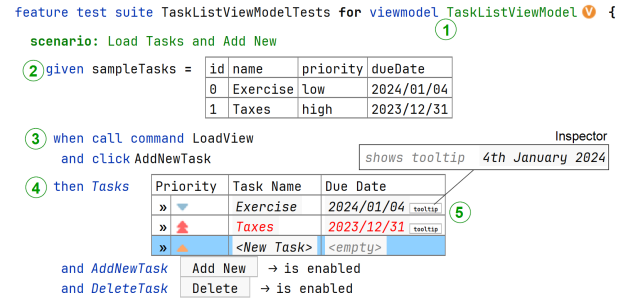 feature test suite TaskListViewModelTests for viewmodel TaskListViewModel V {
1
scenario: Load Tasks and Add New
2 given sampleTasks =
id name priority dueDate
0 Exercise low 2024/01/04
1 Taxes high 2023/12/31
3 when call command LoadView
and click AddNewTask
Inspector
shows tooltip 4th January 2024
4 then Tasks
Priority Task Name Due Date
» Exercise 2024/01/04 tooltip
5
» Taxes 2023/12/31 tooltip
» <New Task> <empty>
and AddNewTask Add New → is enabled
and DeleteTask Delete → is enabled